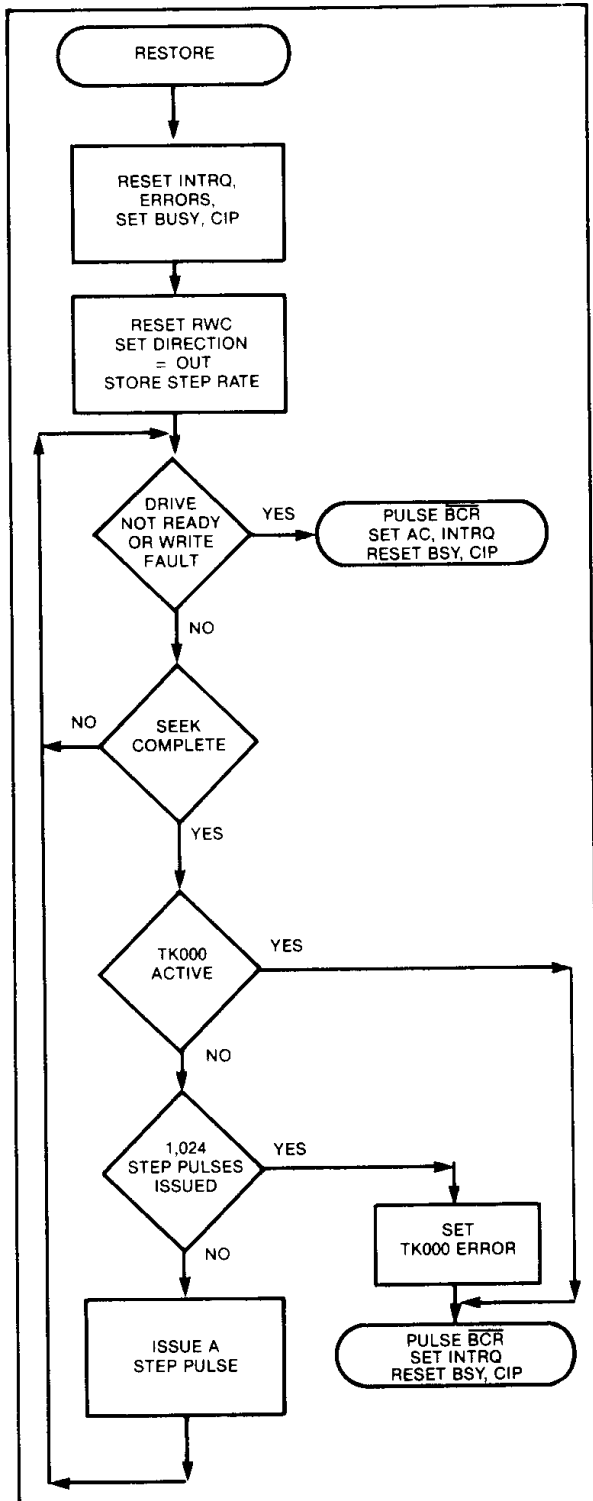 RESTORE
RESET INTRQ,
ERRORS,
SET BUSY, CIP
RESET RWC
SET DIRECTION
= OUT
STORE STEP RATE
DRIVE
NOT READY
OR WRITE
FAULT
YES
PULSE B̅C̅R̅
SET AC, INTRQ
RESET BSY, CIP
NO
SEEK
COMPLETE
NO
YES
TK000
ACTIVE
YES
NO
1,024
STEP PULSES
ISSUED
YES
SET
TK000 ERROR
NO
ISSUE A
STEP PULSE
PULSE B̅C̅R̅
SET INTRQ
RESET BSY, CIP